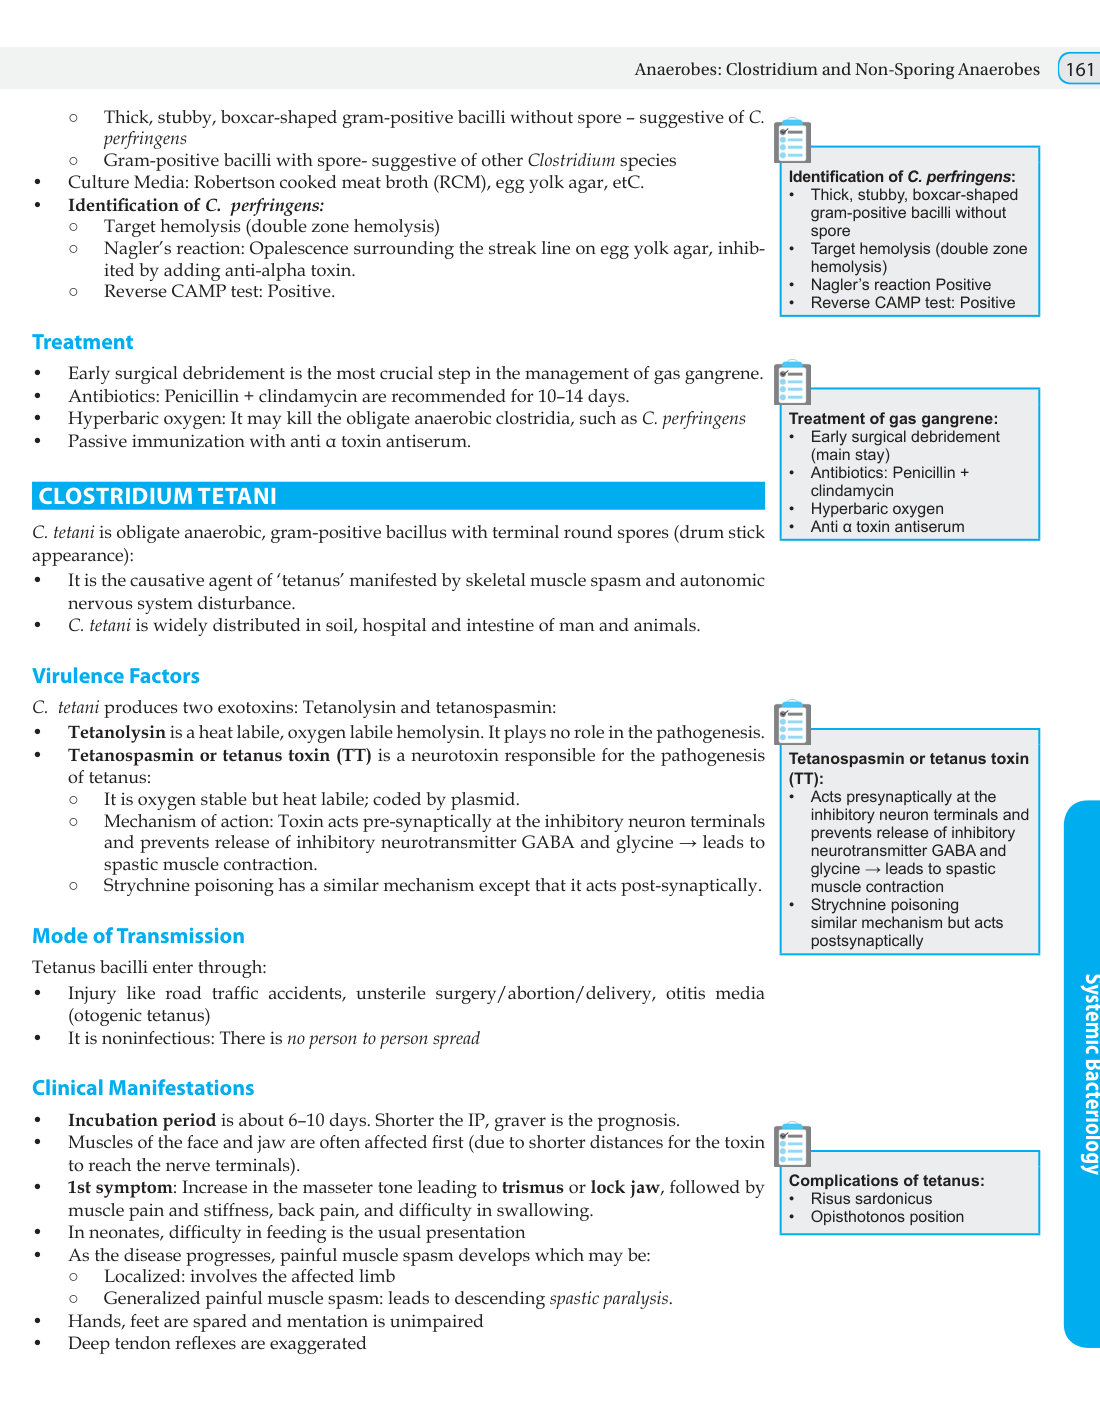 Anaerobes: Clostridium and Non-Sporing Anaerobes 161
○ Thick, stubby, boxcar-shaped gram-positive bacilli without spore – suggestive of C.
perfringens
○ Gram-positive bacilli with spore- suggestive of other Clostridium species
• Culture Media: Robertson cooked meat broth (RCM), egg yolk agar, etC.
• Identification of C. perfringens:
○ Target hemolysis (double zone hemolysis)
○ Nagler’s reaction: Opalescence surrounding the streak line on egg yolk agar, inhib-
ited by adding anti-alpha toxin.
○ Reverse CAMP test: Positive.
Identification of C. perfringens:
• Thick, stubby, boxcar-shaped
gram-positive bacilli without
spore
• Target hemolysis (double zone
hemolysis)
• Nagler’s reaction Positive
• Reverse CAMP test: Positive
Treatment
• Early surgical debridement is the most crucial step in the management of gas gangrene.
• Antibiotics: Penicillin + clindamycin are recommended for 10–14 days.
• Hyperbaric oxygen: It may kill the obligate anaerobic clostridia, such as C. perfringens
• Passive immunization with anti α toxin antiserum.
Treatment of gas gangrene:
• Early surgical debridement
(main stay)
• Antibiotics: Penicillin +
clindamycin
• Hyperbaric oxygen
• Anti α toxin antiserum
CLOSTRIDIUM TETANI
C. tetani is obligate anaerobic, gram-positive bacillus with terminal round spores (drum stick
appearance):
• It is the causative agent of ‘tetanus’ manifested by skeletal muscle spasm and autonomic
nervous system disturbance.
• C. tetani is widely distributed in soil, hospital and intestine of man and animals.
Virulence Factors
C. tetani produces two exotoxins: Tetanolysin and tetanospasmin:
• Tetanolysin is a heat labile, oxygen labile hemolysin. It plays no role in the pathogenesis.
• Tetanospasmin or tetanus toxin (TT) is a neurotoxin responsible for the pathogenesis
of tetanus:
○ It is oxygen stable but heat labile; coded by plasmid.
○ Mechanism of action: Toxin acts pre-synaptically at the inhibitory neuron terminals
and prevents release of inhibitory neurotransmitter GABA and glycine → leads to
spastic muscle contraction.
○ Strychnine poisoning has a similar mechanism except that it acts post-synaptically.
Tetanospasmin or tetanus toxin
(TT):
• Acts presynaptically at the
inhibitory neuron terminals and
prevents release of inhibitory
neurotransmitter GABA and
glycine → leads to spastic
muscle contraction
• Strychnine poisoning
similar mechanism but acts
postsynaptically
Mode of Transmission
Tetanus bacilli enter through:
• Injury like road traffic accidents, unsterile surgery/abortion/delivery, otitis media
(otogenic tetanus)
• It is noninfectious: There is no person to person spread
Clinical Manifestations
• Incubation period is about 6–10 days. Shorter the IP, graver is the prognosis.
• Muscles of the face and jaw are often affected first (due to shorter distances for the toxin
to reach the nerve terminals).
• 1st symptom: Increase in the masseter tone leading to trismus or lock jaw, followed by
muscle pain and stiffness, back pain, and difficulty in swallowing.
• In neonates, difficulty in feeding is the usual presentation
• As the disease progresses, painful muscle spasm develops which may be:
○ Localized: involves the affected limb
○ Generalized painful muscle spasm: leads to descending spastic paralysis.
• Hands, feet are spared and mentation is unimpaired
• Deep tendon reflexes are exaggerated
Complications of tetanus:
• Risus sardonicus
• Opisthotonos position
Systemic Bacteriology